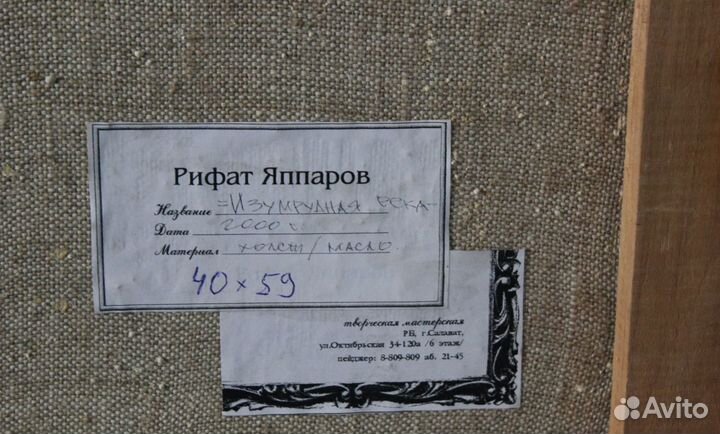 Рифат Яппаров
Название =Изумрудная река-
Дата 2000 г
Материал холст/масло.
40 × 59
творческая мастерская
РБ, г.Салават,
ул.Октябрьская 34-120а /6 этаж/
пейджер: 8-809-809 аб. 21-45
Avito